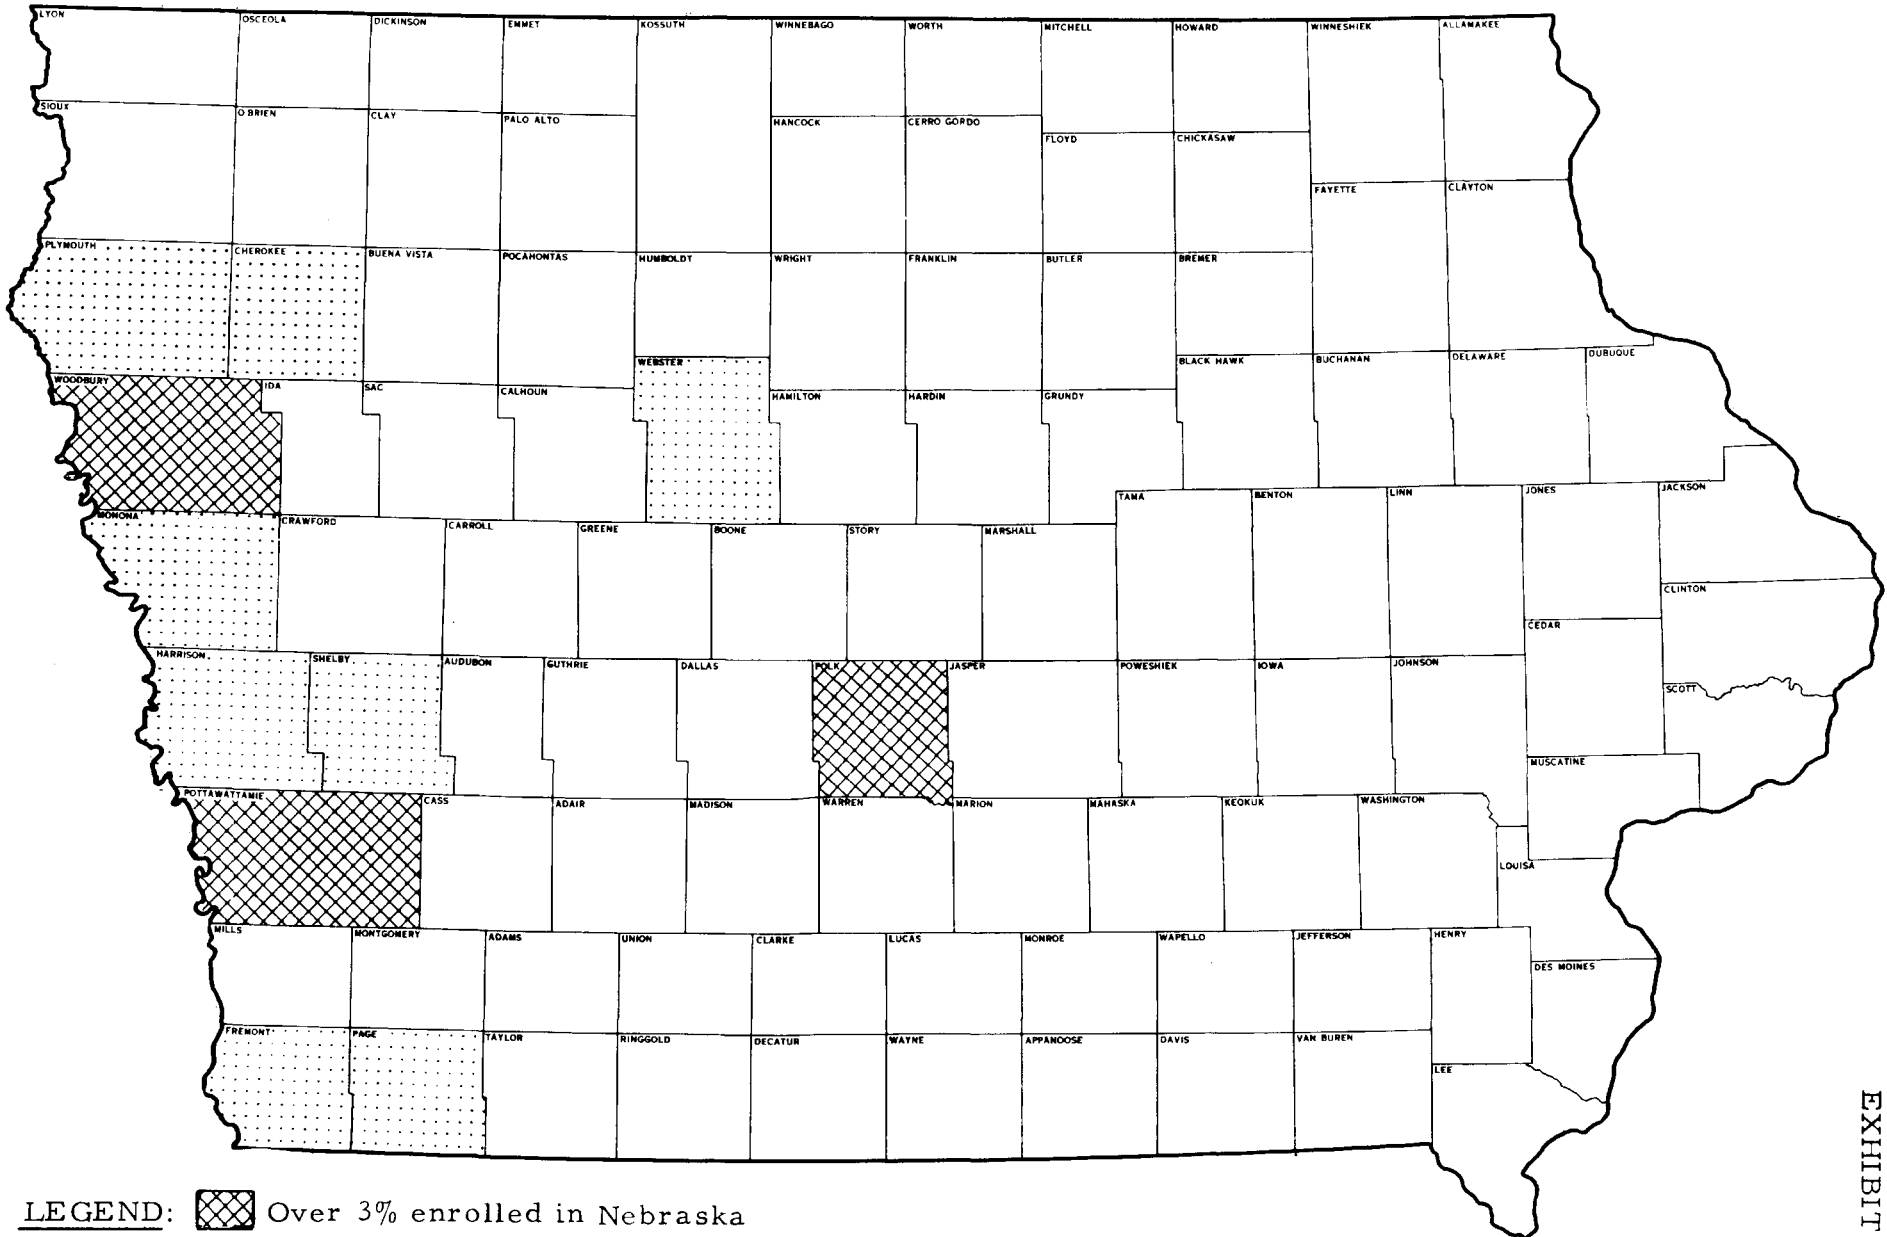 LYON
OSCEOLA
DICKINSON
EMMET
KOSSUTH
WINNEBAGO
WORTH
MITCHELL
HOWARD
WINNESHIEK
ALLAMAKEE
SIOUX
O BRIEN
CLAY
PALO ALTO
HANCOCK
CERRO GORDO
FLOYD
CHICKASAW
FAYETTE
CLAYTON
PLYMOUTH
CHEROKEE
BUENA VISTA
POCAHONTAS
HUMBOLDT
WRIGHT
FRANKLIN
BUTLER
BREMER
WOODBURY
IDA
SAC
CALHOUN
WEBSTER
HAMILTON
HARDIN
GRUNDY
BLACK HAWK
BUCHANAN
DELAWARE
DUBUQUE
MONONA
CRAWFORD
CARROLL
GREENE
BOONE
STORY
MARSHALL
TAMA
BENTON
LINN
JONES
JACKSON
CLINTON
CEDAR
HARRISON
SHELBY
AUDUBON
GUTHRIE
DALLAS
POLK
JASPER
POWESHIEK
IOWA
JOHNSON
SCOTT
MUSCATINE
POTTAWATTAMIE
CASS
ADAIR
MADISON
WARREN
MARION
MAHASKA
KEOKUK
WASHINGTON
LOUISA
MILLS
MONTGOMERY
ADAMS
UNION
CLARKE
LUCAS
MONROE
WAPELLO
JEFFERSON
HENRY
DES MOINES
FREMONT
PAGE
TAYLOR
RINGGOLD
DECATUR
WAYNE
APPANOOSE
DAVIS
VAN BUREN
LEE
LEGEND: Over 3% enrolled in Nebraska
EXHIBIT